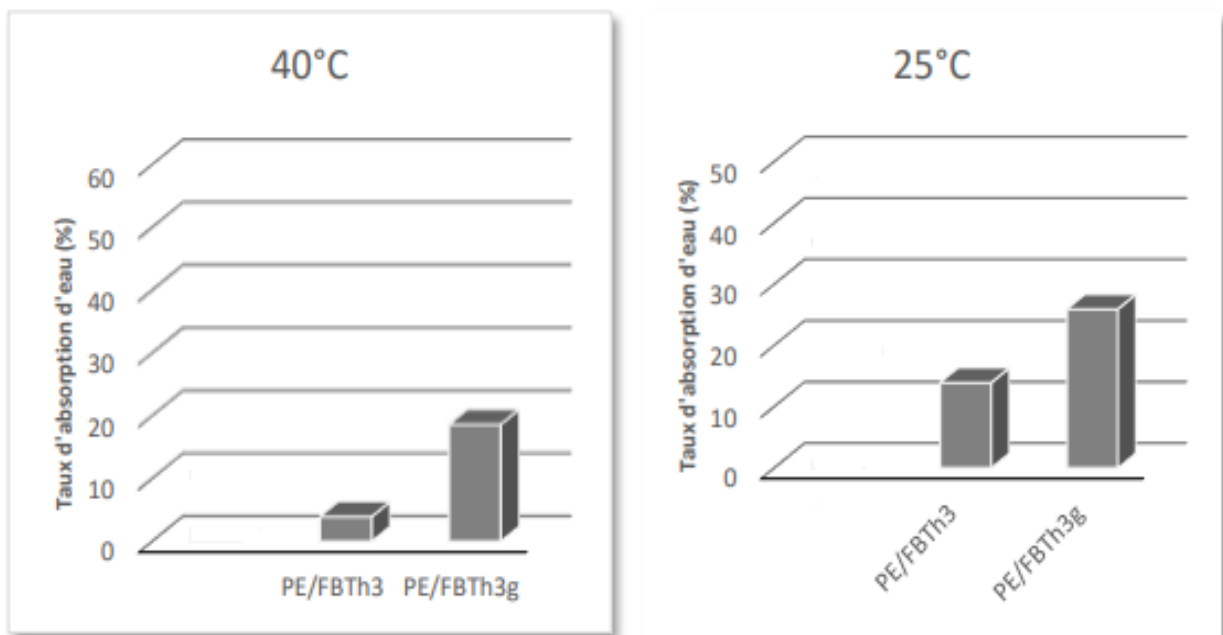 40°C
Taux d'absorption d'eau (%)
60
50
40
30
20
10
0
PE/FBTh3 PE/FBTh3g
25°C
Taux d'absorption d'eau (%)
50
40
30
20
10
0
PE/FBTh3
PE/FBTh3g